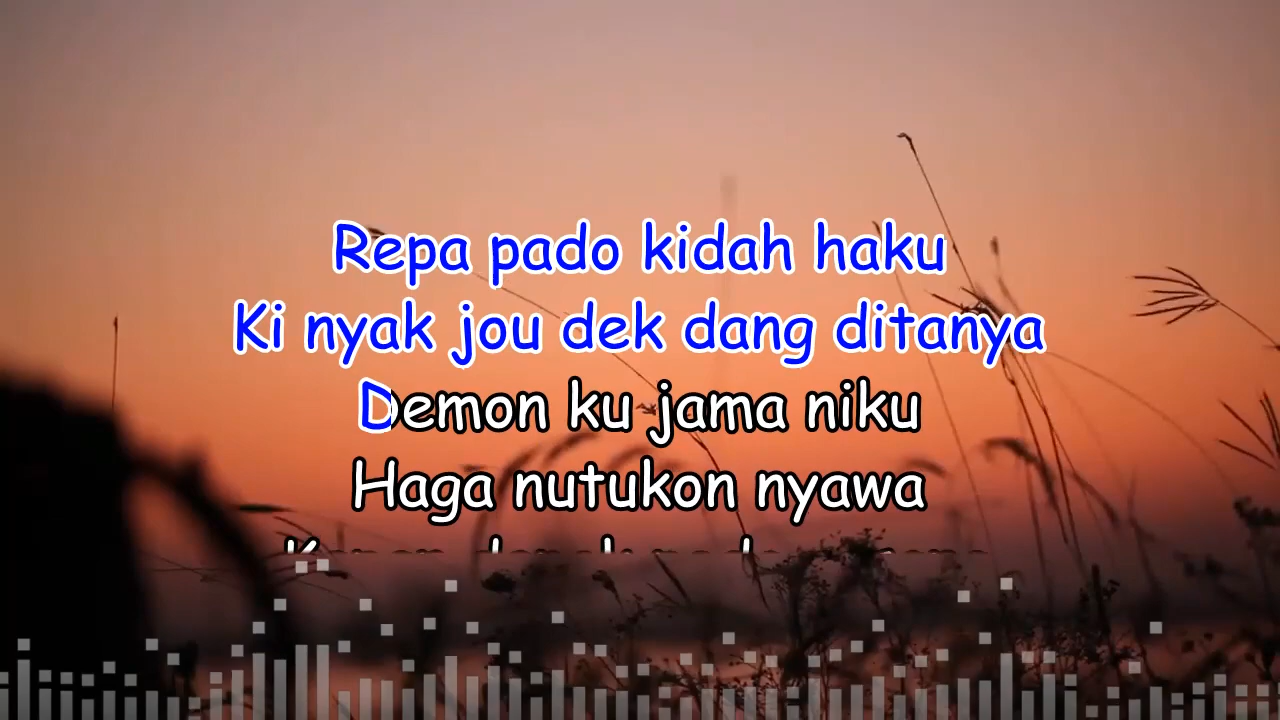 Repa pado kidah haku
Ki nyak jou dek dang ditanya
Demon ku jama niku
Haga nutukon nyawa